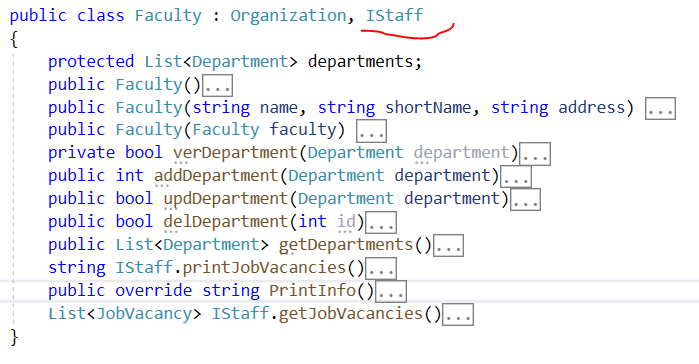 public class Faculty : Organization, IStaff
{
protected List<Department> departments;
public Faculty()...
public Faculty(string name, string shortName, string address) ...
public Faculty(Faculty faculty) ...
private bool verDepartment(Department department)...
public int addDepartment(Department department)...
public bool updDepartment(Department department)...
public bool delDepartment(int id)...
public List<Department> getDepartments()...
string IStaff.printJobVacancies()...
public override string PrintInfo()...
List<JobVacancy> IStaff.getJobVacancies()...
}